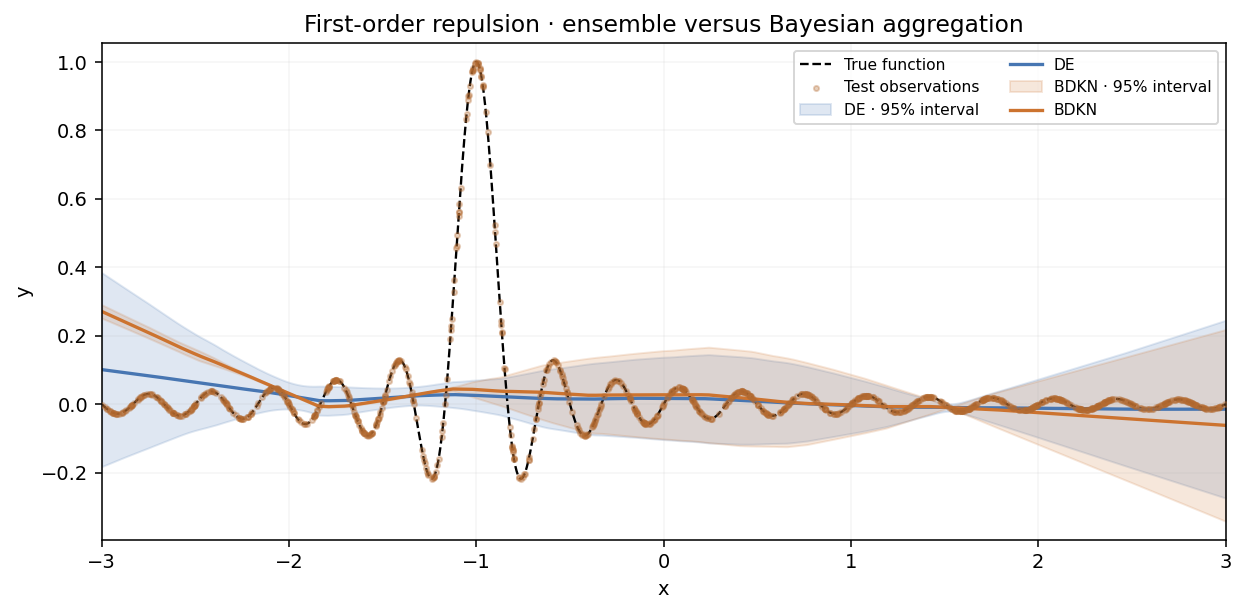 First-order repulsion · ensemble versus Bayesian aggregation
True function
Test observations
DE · 95% interval
DE
BDKN · 95% interval
BDKN
1.0
0.8
0.6
0.4
0.2
0.0
−0.2
y
−3
−2
−1
0
1
2
3
x